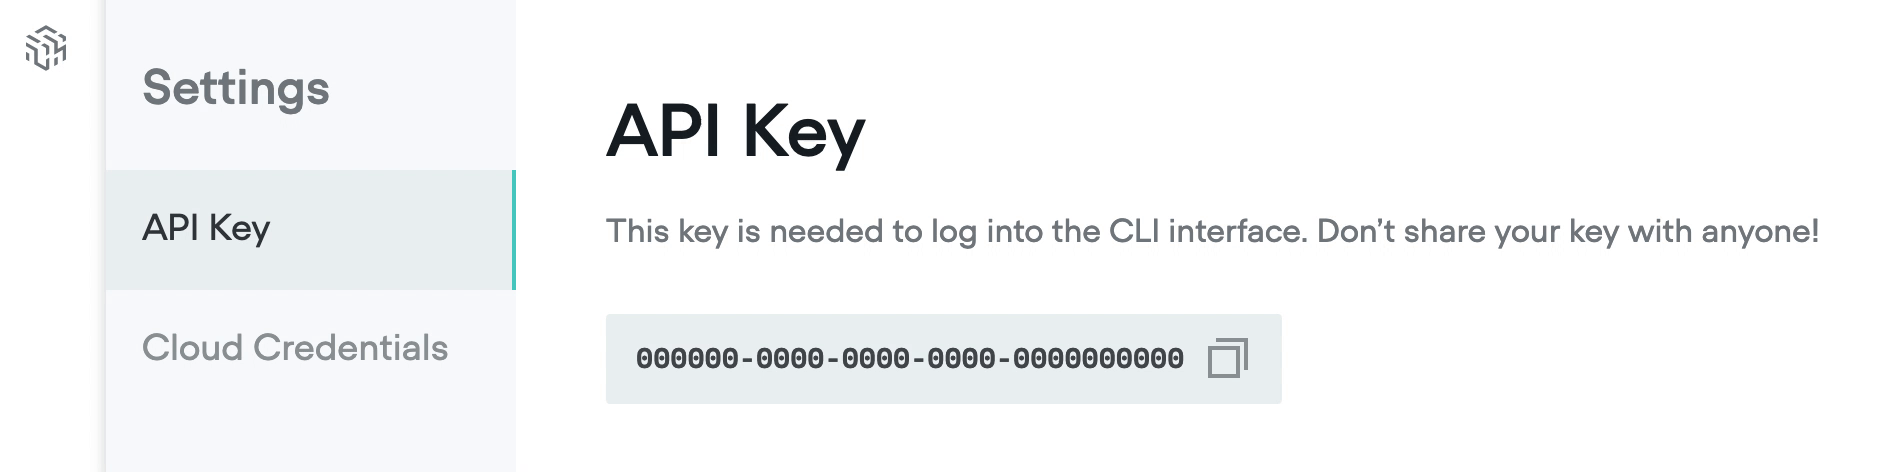 Settings
API Key
Cloud Credentials
API Key
This key is needed to log into the CLI interface. Don’t share your key with anyone!
000000-0000-0000-0000-0000000000